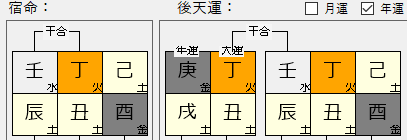 宿命：
後天運：
月運
年運
干合
干合
年運
大運
壬水
丁火
己土
庚金
丁火
壬水
丁火
己土
辰土
丑土
酉金
戌土
丑土
辰土
丑土
酉金